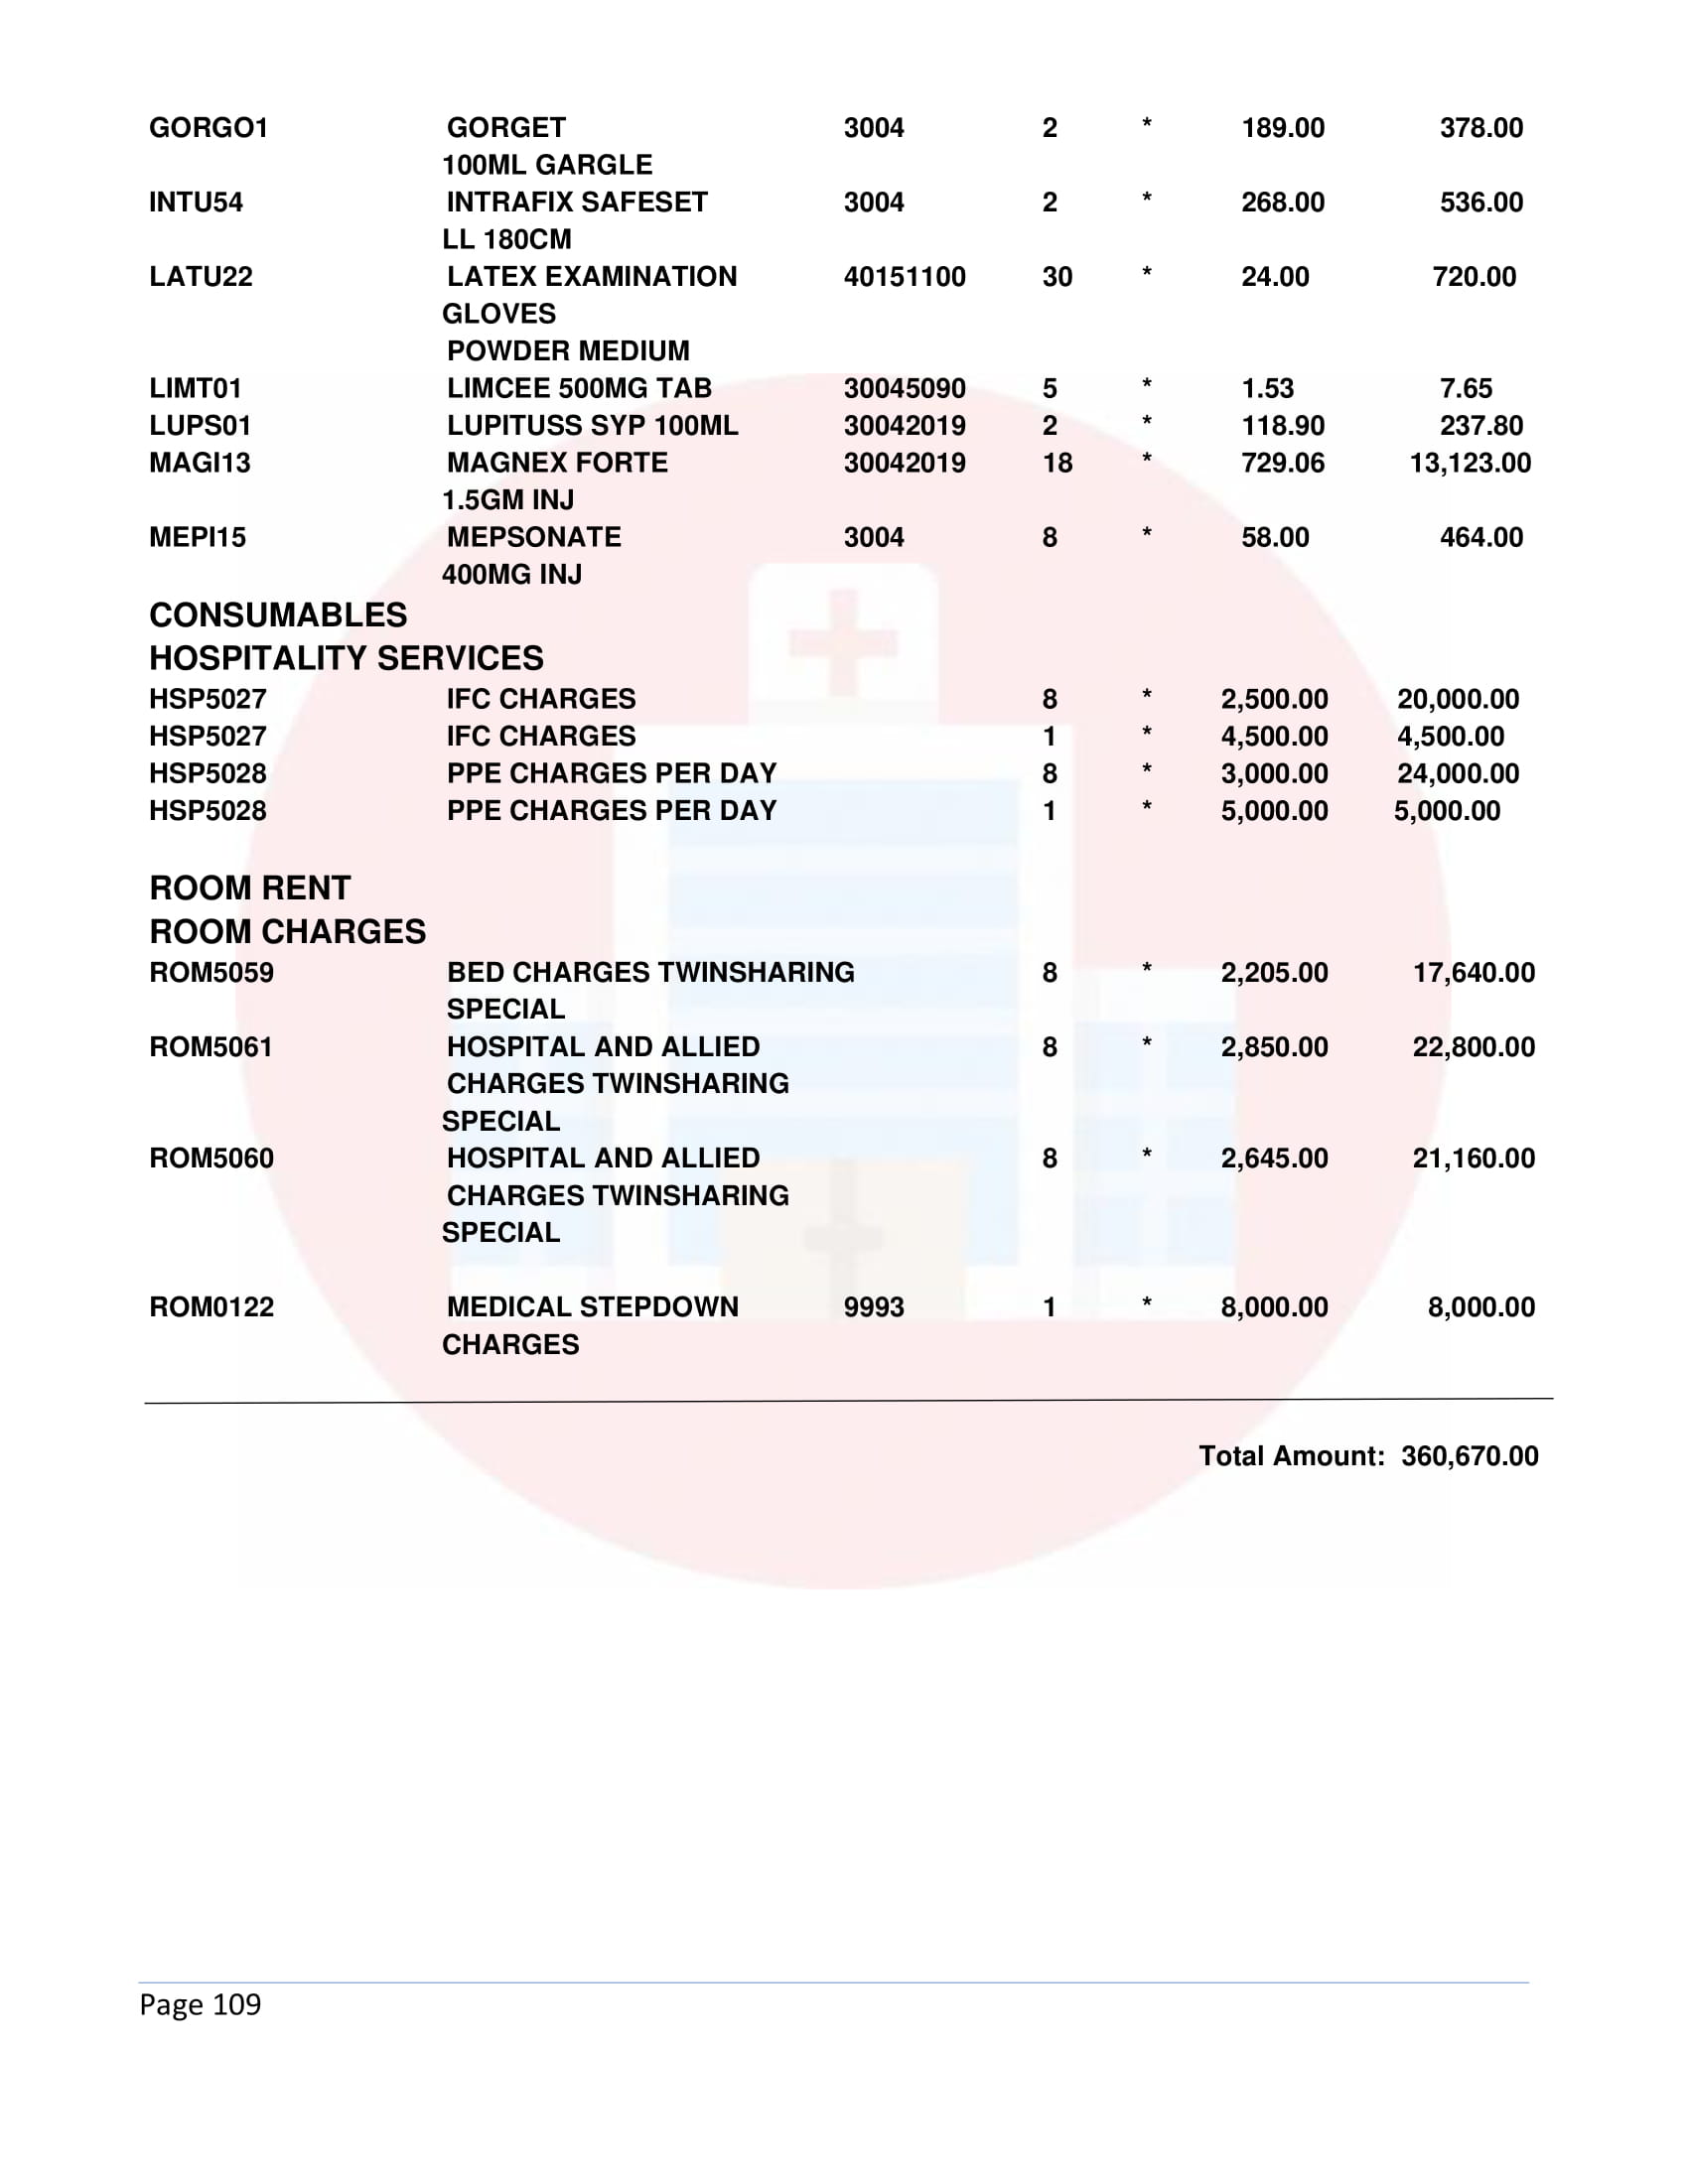 GORGO1 GORGET 3004 2 * 189.00 378.00
100ML GARGLE
INTU54 INTRAFIX SAFESET 3004 2 * 268.00 536.00
LL 180CM
LATU22 LATEX EXAMINATION 40151100 30 * 24.00 720.00
GLOVES
POWDER MEDIUM
LIMT01 LIMCEE 500MG TAB 30045090 5 * 1.53 7.65
LUPS01 LUPITUSS SYP 100ML 30042019 2 * 118.90 237.80
MAGI13 MAGNEX FORTE 30042019 18 * 729.06 13,123.00
1.5GM INJ
MEPI15 MEPSONATE 3004 8 * 58.00 464.00
400MG INJ
CONSUMABLES
HOSPITALITY SERVICES
HSP5027 IFC CHARGES 8 * 2,500.00 20,000.00
HSP5027 IFC CHARGES 1 * 4,500.00 4,500.00
HSP5028 PPE CHARGES PER DAY 8 * 3,000.00 24,000.00
HSP5028 PPE CHARGES PER DAY 1 * 5,000.00 5,000.00
ROOM RENT
ROOM CHARGES
ROM5059 BED CHARGES TWINSHARING 8 * 2,205.00 17,640.00
SPECIAL
ROM5061 HOSPITAL AND ALLIED 8 * 2,850.00 22,800.00
CHARGES TWINSHARING
SPECIAL
ROM5060 HOSPITAL AND ALLIED 8 * 2,645.00 21,160.00
CHARGES TWINSHARING
SPECIAL
ROM0122 MEDICAL STEPDOWN 9993 1 * 8,000.00 8,000.00
CHARGES
Total Amount: 360,670.00
Page 109